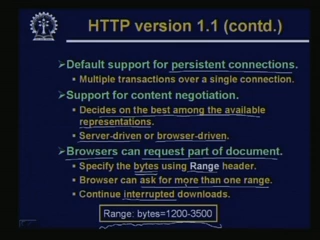 HTTP version 1.1 (contd.)
➢Default support for persistent connections.
▪ Multiple transactions over a single connection.
➢Support for content negotiation.
▪ Decides on the best among the available
representations.
▪ Server-driven or browser-driven.
➢Browsers can request part of document.
▪ Specify the bytes using Range header.
▪ Browser can ask for more than one range.
▪ Continue interrupted downloads.
Range: bytes=1200-3500